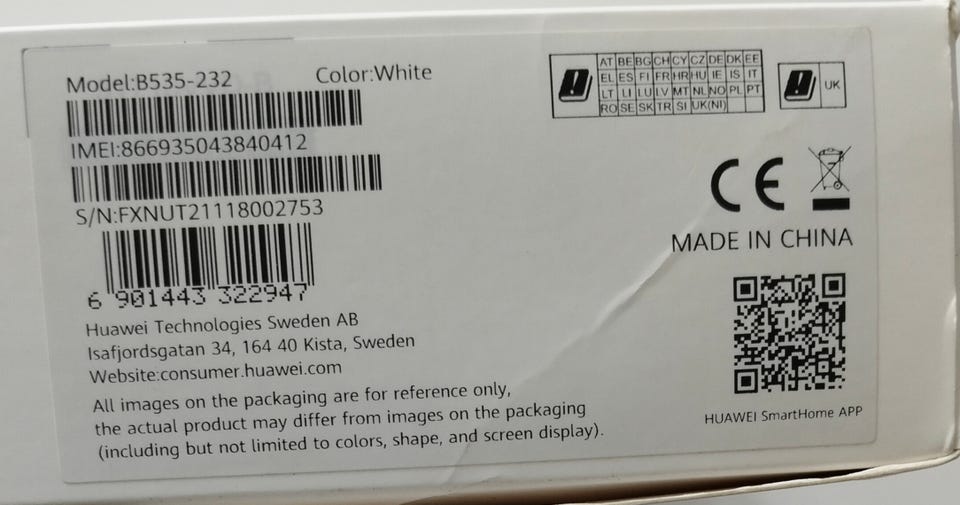 Model:B535-232 Color:White
IMEI:866935043840412
S/N:FXNUT21118002753
6 901443 322947
Huawei Technologies Sweden AB
Isafjordsgatan 34, 164 40 Kista, Sweden
Website:consumer.huawei.com
All images on the packaging are for reference only,
the actual product may differ from images on the packaging
(including but not limited to colors, shape, and screen display).
AT BE BG CH CY CZ DE DK EE
EL ES FI FR HR HU IE IS IT
LT LI LU LV MT NL NO PL PT
RO SE SK TR SI UK(NI)
UK
CE
MADE IN CHINA
HUAWEI SmartHome APP